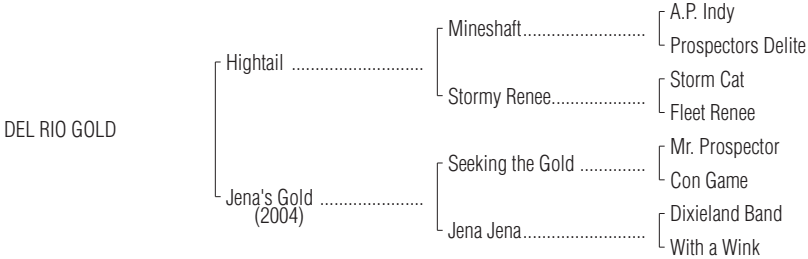 A.P. Indy
Mineshaft..........................
Prospectors Delite
Hightail ............................
Storm Cat
Stormy Renee....................
Fleet Renee
DEL RIO GOLD
Mr. Prospector
Seeking the Gold ..............
Con Game
Jena's Gold ......................
(2004)
Dixieland Band
Jena Jena..........................
With a Wink